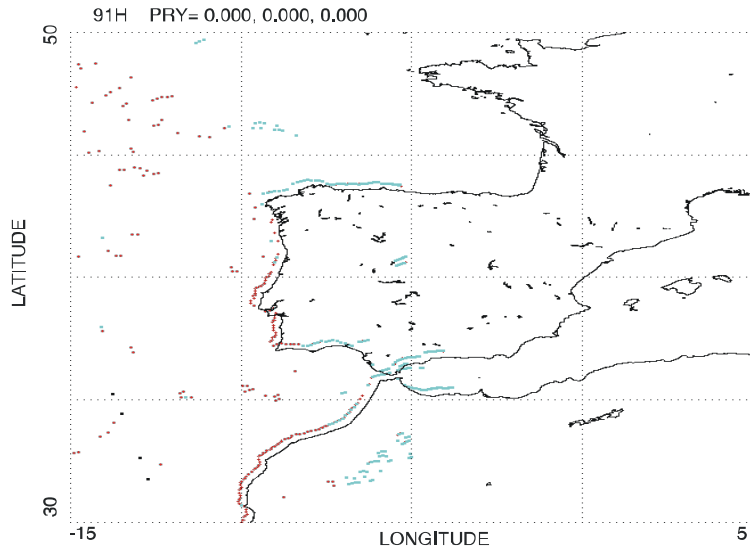 91H PRY= 0.000, 0.000, 0.000
50
LATITUDE
30
-15 LONGITUDE 5